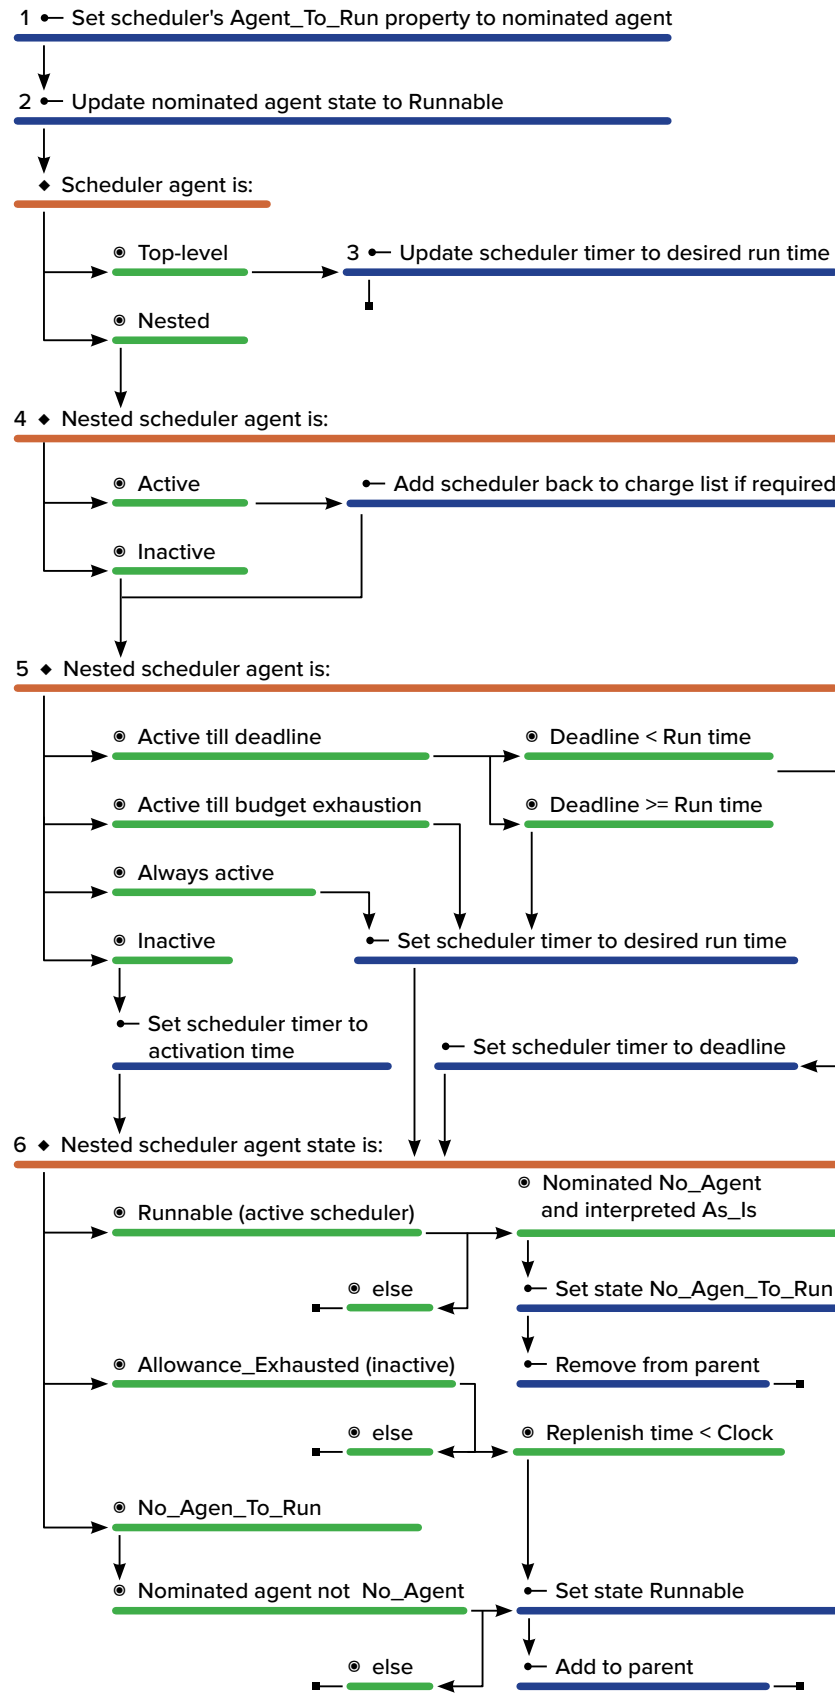 1 Set scheduler's Agent_To_Run property to nominated agent
2 Update nominated agent state to Runnable
Scheduler agent is:
Top-level
3 Update scheduler timer to desired run time
Nested
4 Nested scheduler agent is:
Active
Add scheduler back to charge list if required
Inactive
5 Nested scheduler agent is:
Active till deadline
Deadline < Run time
Active till budget exhaustion
Deadline >= Run time
Always active
Inactive
Set scheduler timer to desired run time
Set scheduler timer to
activation time
Set scheduler timer to deadline
6 Nested scheduler agent state is:
Runnable (active scheduler)
Nominated No_Agent
and interpreted As_Is
else
Set state No_Agen_To_Run
Remove from parent
Allowance_Exhausted (inactive)
else
Replenish time < Clock
No_Agen_To_Run
Nominated agent not No_Agent
Set state Runnable
else
Add to parent